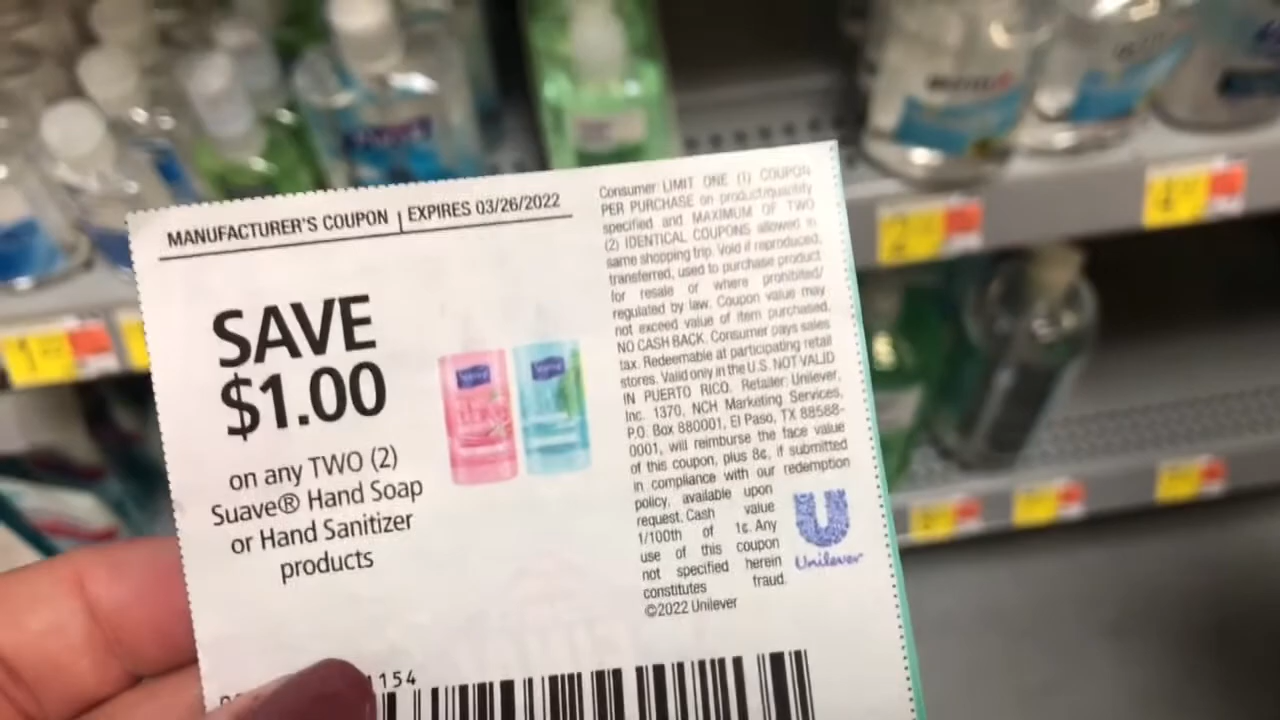 MANUFACTURER'S COUPON | EXPIRES 03/26/2022
SAVE
$1.00
on any TWO (2)
Suave® Hand Soap
or Hand Sanitizer
products
Consumer: LIMIT ONE (1) COUPON
PER PURCHASE on product/quantity
specified and MAXIMUM OF TWO
(2) IDENTICAL COUPONS allowed in
same shopping trip. Void if reproduced,
transferred, used to purchase product
for resale or where prohibited/
regulated by law. Coupon value may
not exceed value of item purchased.
NO CASH BACK. Consumer pays sales
tax. Redeemable at participating retail
stores. Valid only in the U.S. NOT VALID
IN PUERTO RICO. Retailer: Unilever,
Inc. 1370, NCH Marketing Services,
P.O. Box 880001, El Paso, TX 88588-
0001, will reimburse the face value
of this coupon, plus 8¢, if submitted
in compliance with our redemption
policy, available upon
request. Cash value
1/100th of 1¢. Any
use of this coupon
not specified herein
constitutes fraud.
©2022 Unilever
Unilever
154